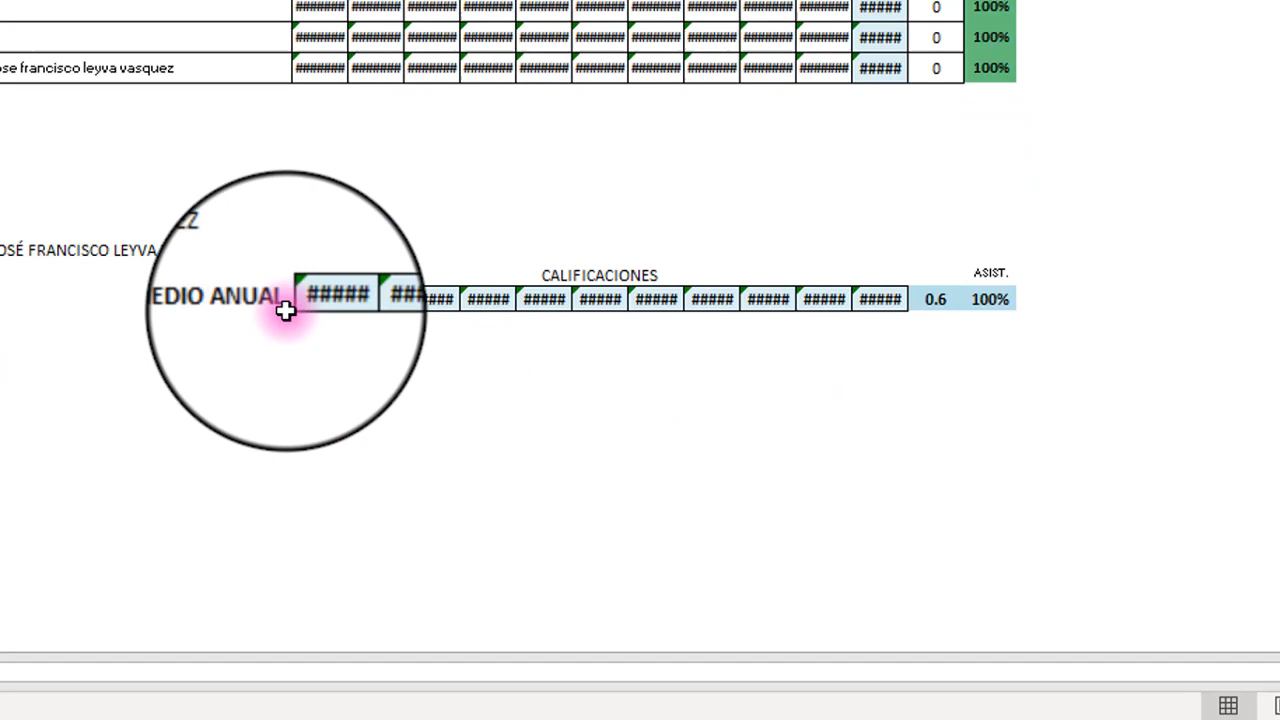 ###### ###### ###### ###### ###### ###### ###### ###### ###### ###### ##### 0 100%
###### ###### ###### ###### ###### ###### ###### ###### ###### ###### ##### 0 100%
ose francisco leyva vasquez ###### ###### ###### ###### ###### ###### ###### ###### ###### ###### ##### 0 100%
OSÉ FRANCISCO LEYVA
CALIFICACIONES ASIST.
EDIO ANUAL ##### ### ### ##### ##### ##### ##### ##### ##### ##### ##### 0.6 100%